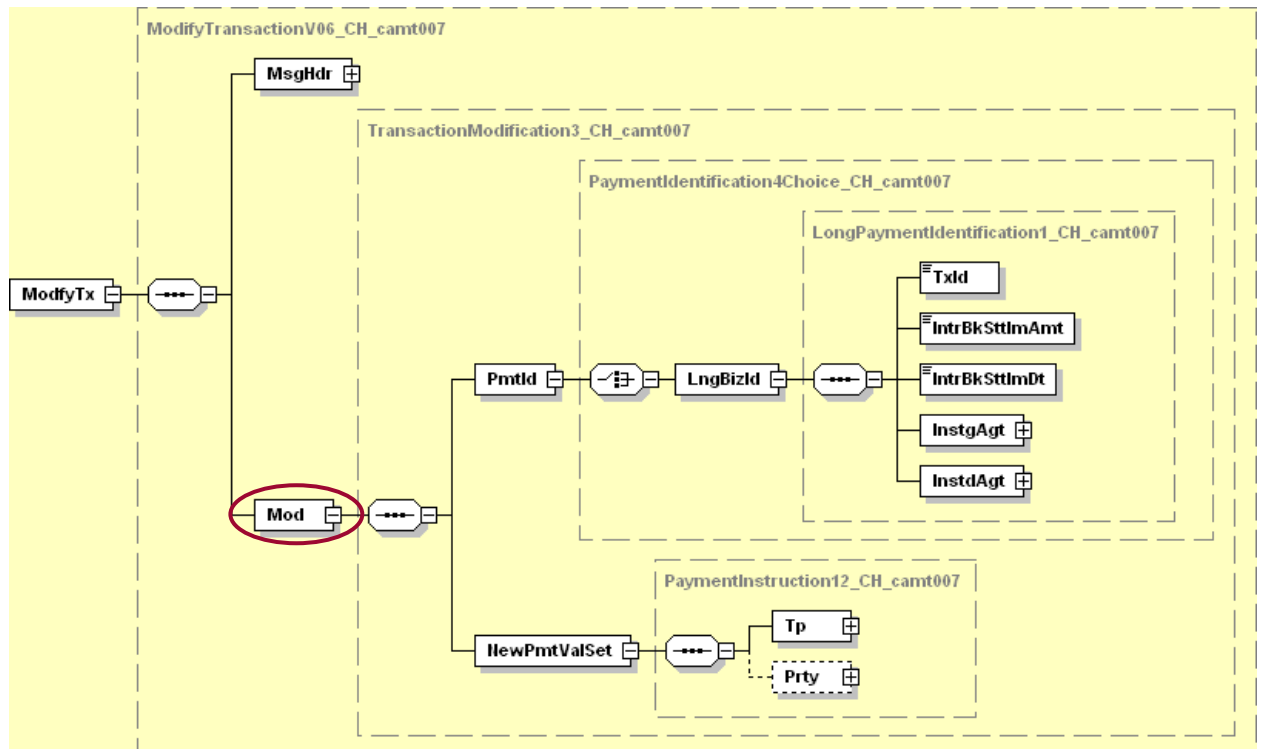 ModifyTransactionV06_CH_camt007
MsgHdr
TransactionModification3_CH_camt007
PaymentIdentification4Choice_CH_camt007
LongPaymentIdentification1_CH_camt007
TxId
ModfyTx
IntrBkSttlmAmt
PmtId
LngBizId
IntrBkSttlmDt
InstgAgt
InstdAgt
Mod
PaymentInstruction12_CH_camt007
Tp
NewPmtValSet
Prty